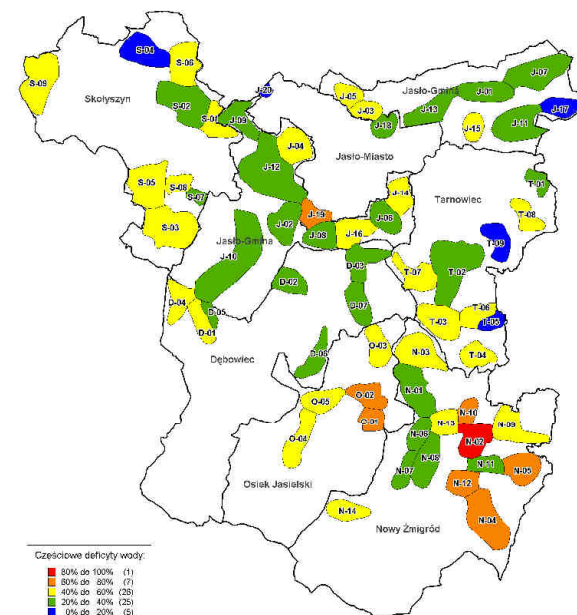 S-04
S-06
J-07
S-09
J-20
J-05
Jasło-Gmina
J-01
Skołyszyn
S-02
J-03
J-13
J-17
J-09
J-18
J-11
J-15
J-04
Jasło-Miasto
J-12
S-05
S-08
T-01
S-07
J-14
Tarnowiec
J-19
J-06
T-08
J-02
S-03
J-08
J-16
T-09
Jasło-Gmina
J-10
D-03
T-02
T-07
D-02
D-04
D-07
T-06
D-05
T-03
T-05
D-01
O-03
N-03
T-04
Dębowiec
D-06
N-01
O-02
O-05
N-10
O-01
N-09
N-06
O-04
N-02
N-08
N-11
N-05
N-07
Osiek Jasielski
N-12
N-14
N-04
Nowy Żmigród
Częściowe deficyty wody:
80% do 100% (1)
60% do 80% (7)
40% do 60% (26)
20% do 40% (25)
0% do 20% (5)